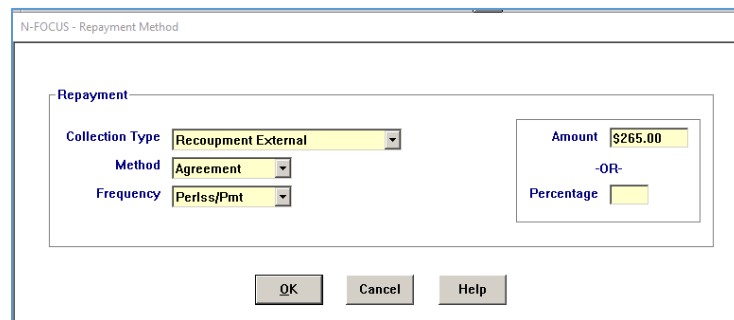 N-FOCUS - Repayment Method
Repayment
Collection Type Recoupment External
Method Agreement
Frequency PerIss/Pmt
Amount $265.00
-OR-
Percentage
OK Cancel Help